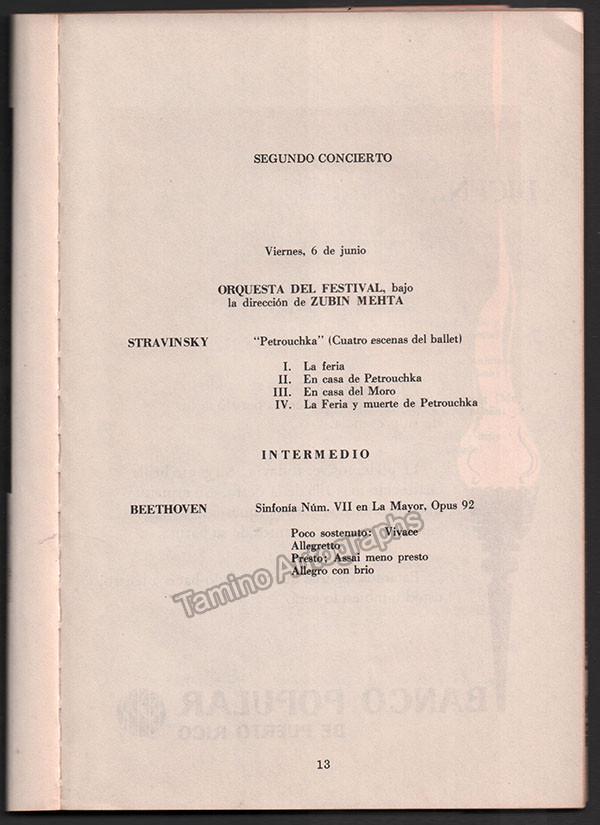 SEGUNDO CONCIERTO
Viernes, 6 de junio
ORQUESTA DEL FESTIVAL, bajo
la dirección de ZUBIN MEHTA
STRAVINSKY "Petrouchka" (Cuatro escenas del ballet)
I. La feria
II. En casa de Petrouchka
III. En casa del Moro
IV. La Feria y muerte de Petrouchka
INTERMEDIO
BEETHOVEN Sinfonía Núm. VII en La Mayor, Opus 92
Poco sostenuto: Vivace
Allegretto
Presto; Assai meno presto
Allegro con brio
Tamino Autographs
BANCO POPULAR
DE PUERTO RICO
13